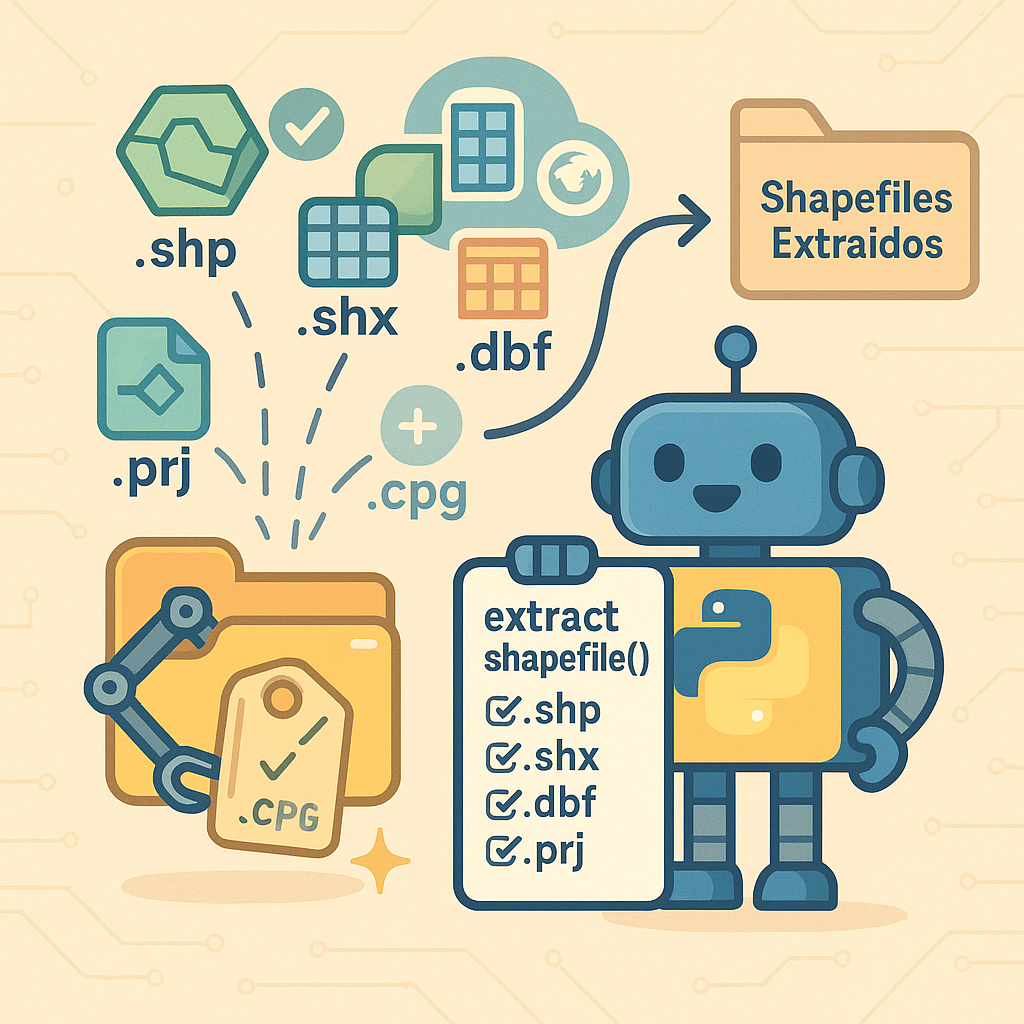 .shp
.shx
.dbf
.prj
.cpg
Shapefiles
Extraidos
.CPG
extract
shapefile()
.shp
.shx
.dbf
.prj